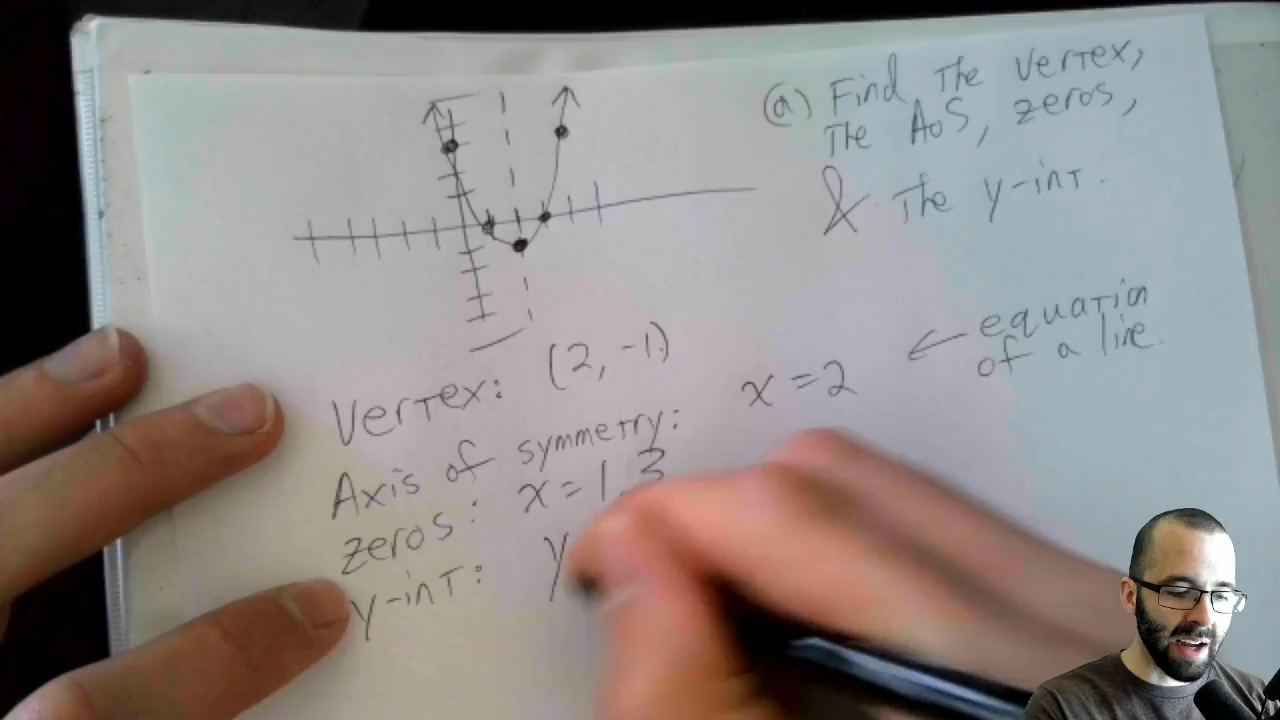 (a) Find The Vertex,
The AoS, zeros,
& The y-int.
Vertex: (2, -1)
Axis of symmetry: x = 2
← equation
of a line.
zeros: x = 1, 3
y-int: y